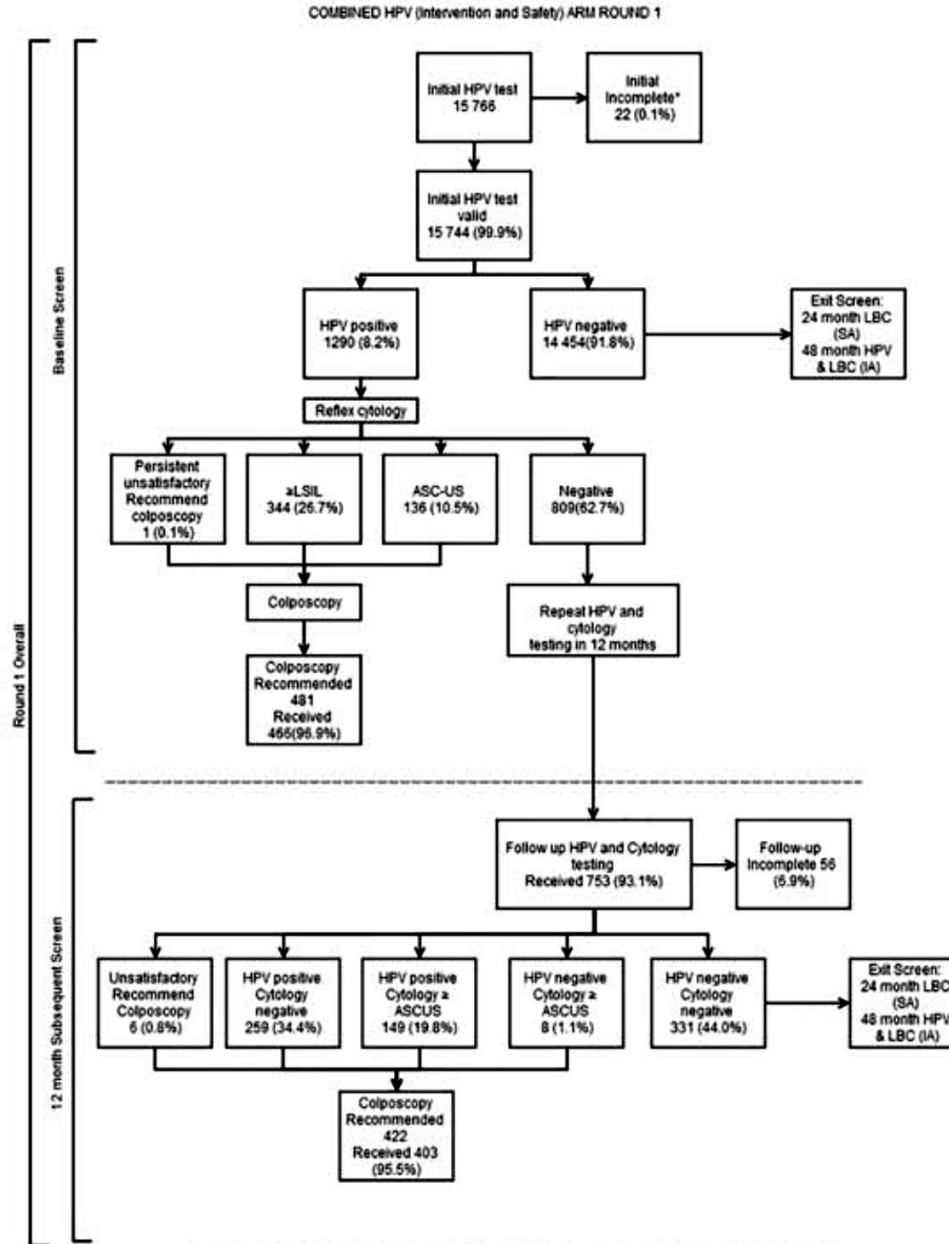 COMBINED HPV (Intervention and Safety) ARM ROUND 1
Initial HPV test
15 766
Initial
Incomplete*
22 (0.1%)
Initial HPV test
valid
15 744 (99.9%)
HPV positive
1290 (8.2%)
HPV negative
14 454(91.8%)
Exit Screen:
24 month LBC
(SA)
48 month HPV
& LBC (IA)
Reflex cytology
Persistent
unsatisfactory
Recommend
colposcopy
1 (0.1%)
≥LSIL
344 (26.7%)
ASC-US
136 (10.5%)
Negative
809(62.7%)
Colposcopy
Repeat HPV and
cytology
testing in 12 months
Colposcopy
Recommended
481
Received
466(96.9%)
Baseline Screen
Round 1 Overall
Follow up HPV and Cytology
testing
Received 753 (93.1%)
Follow-up
Incomplete 56
(6.9%)
12 month Subsequent Screen
Unsatisfactory
Recommend
Colposcopy
6 (0.8%)
HPV positive
Cytology
negative
259 (34.4%)
HPV positive
Cytology ≥
ASCUS
149 (19.8%)
HPV negative
Cytology ≥
ASCUS
8 (1.1%)
HPV negative
Cytology
negative
331 (44.0%)
Exit Screen:
24 month LBC
(SA)
48 month HPV
& LBC (IA)
Colposcopy
Recommended
422
Received 403
(95.5%)